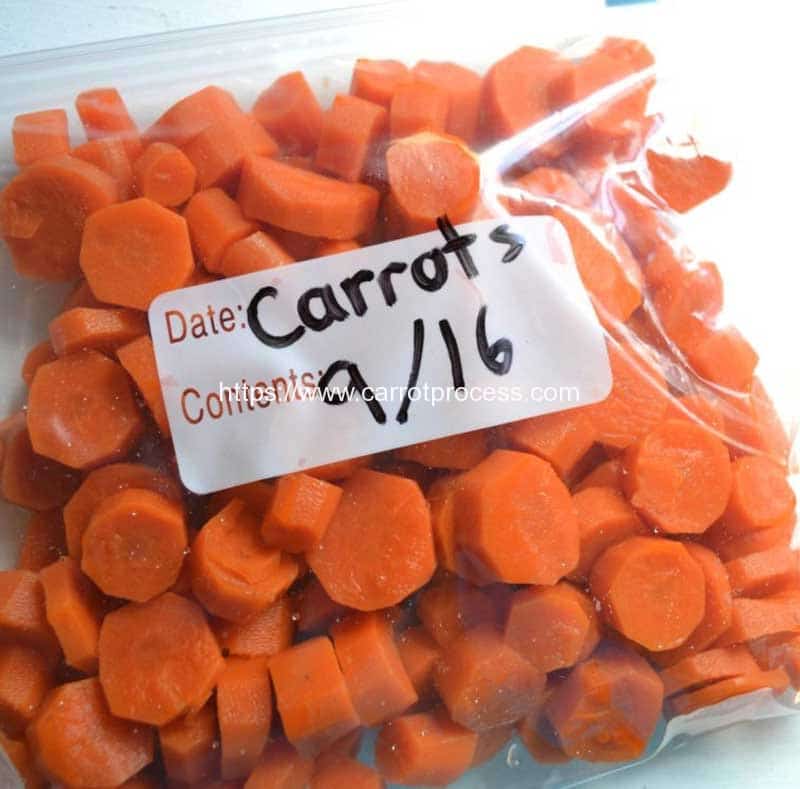 Date: Carrots
Contents: 9/16
https://www.carrotprocess.com